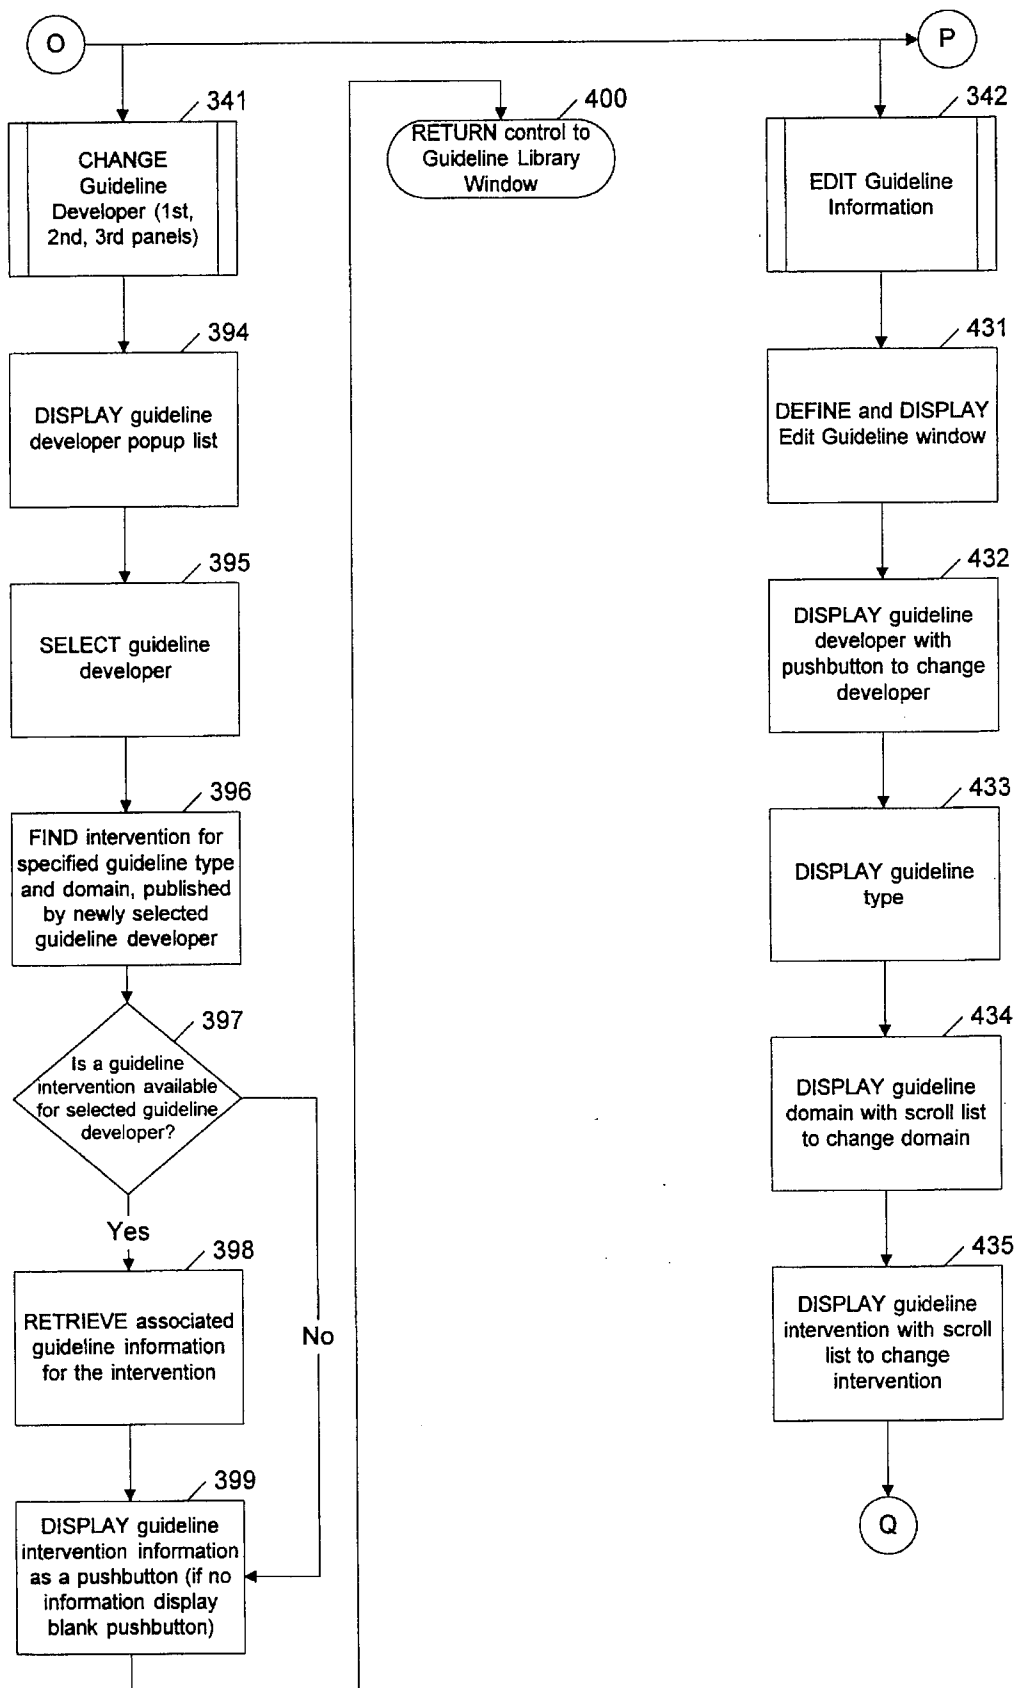 O
P
341
CHANGE
Guideline
Developer (1st,
2nd, 3rd panels)
394
DISPLAY guideline
developer popup list
395
SELECT guideline
developer
396
FIND intervention for
specified guideline type
and domain, published
by newly selected
guideline developer
397
Is a guideline
intervention available
for selected guideline
developer?
Yes
No
398
RETRIEVE associated
guideline information
for the intervention
399
DISPLAY guideline
intervention information
as a pushbutton (if no
information display
blank pushbutton)
400
RETURN control to
Guideline Library
Window
342
EDIT Guideline
Information
431
DEFINE and DISPLAY
Edit Guideline window
432
DISPLAY guideline
developer with
pushbutton to change
developer
433
DISPLAY guideline
type
434
DISPLAY guideline
domain with scroll list
to change domain
435
DISPLAY guideline
intervention with scroll
list to change
intervention
Q